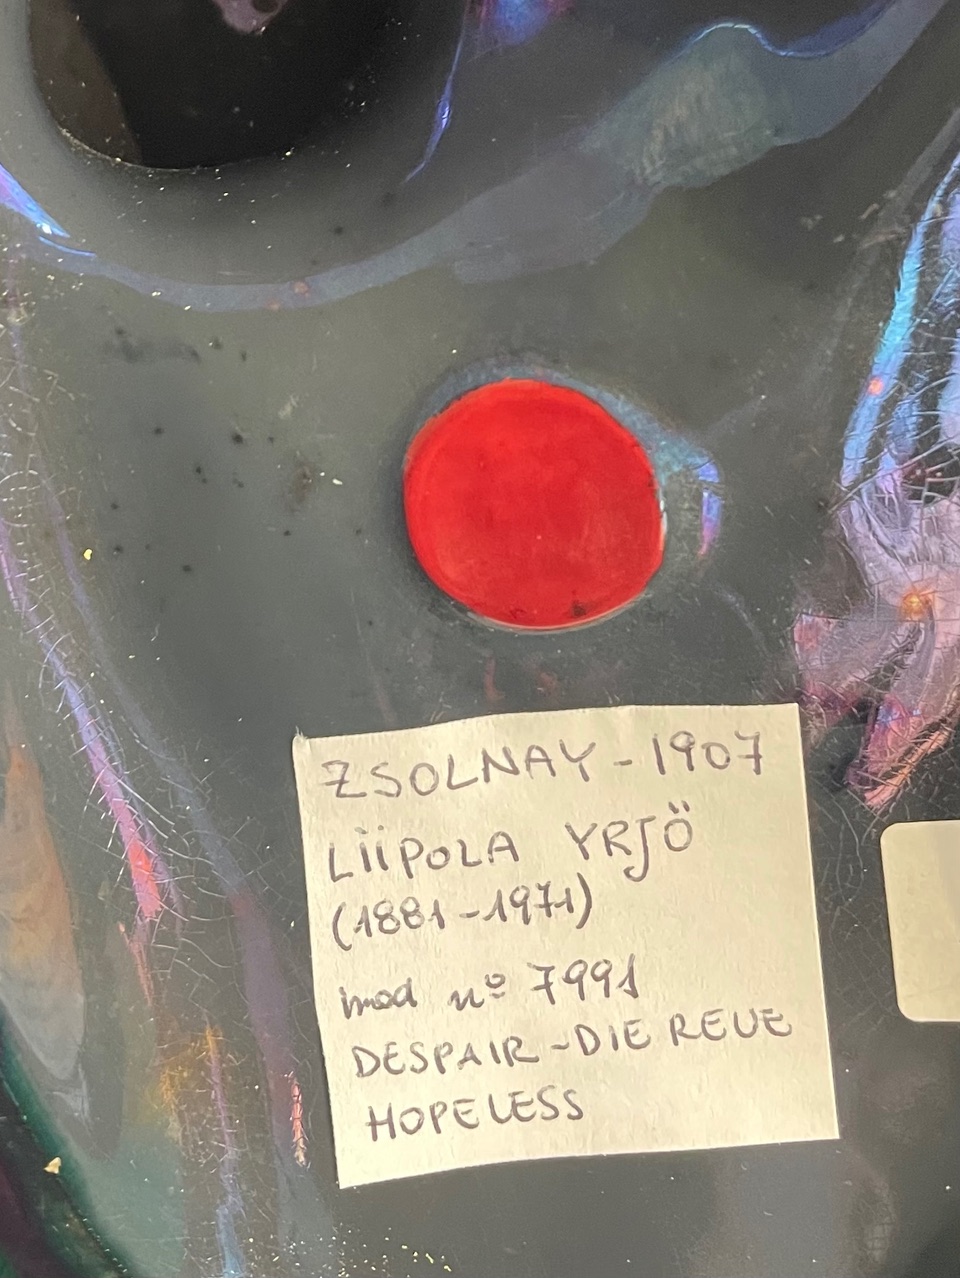 ZSOLNAY - 1907
LIIPOLA YRJÖ
(1881 - 1971)
mod nº 7991
DESPAIR - DIE REUE
HOPELESS